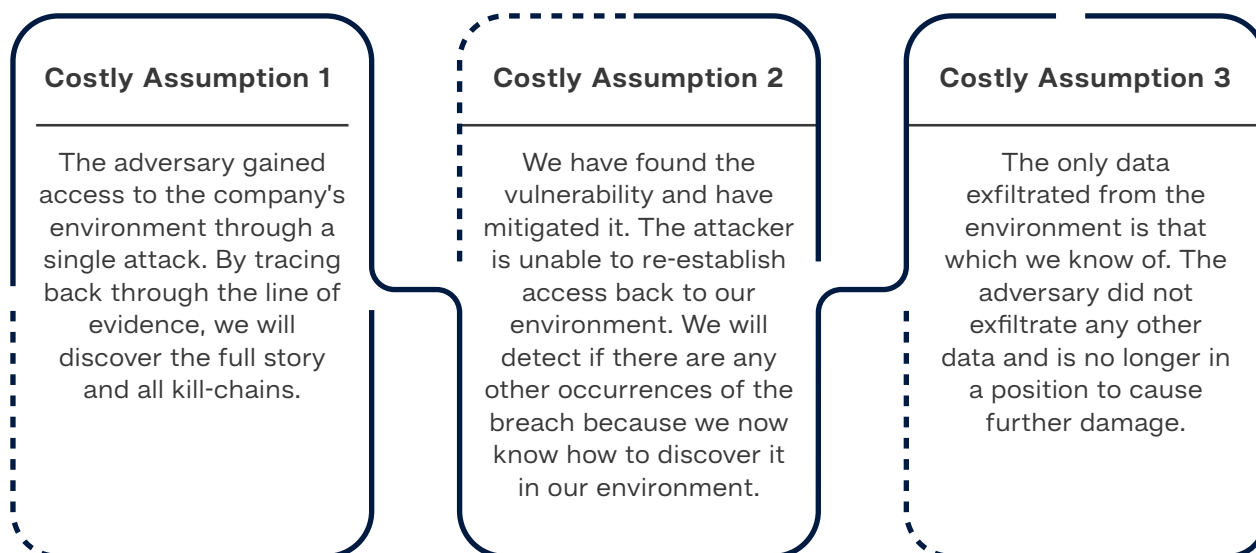 Costly Assumption 1
The adversary gained
access to the company's
environment through a
single attack. By tracing
back through the line of
evidence, we will
discover the full story
and all kill-chains.
Costly Assumption 2
We have found the
vulnerability and have
mitigated it. The attacker
is unable to re-establish
access back to our
environment. We will
detect if there are any
other occurrences of the
breach because we now
know how to discover it
in our environment.
Costly Assumption 3
The only data
exfiltrated from the
environment is that
which we know of. The
adversary did not
exfiltrate any other
data and is no longer in
a position to cause
further damage.